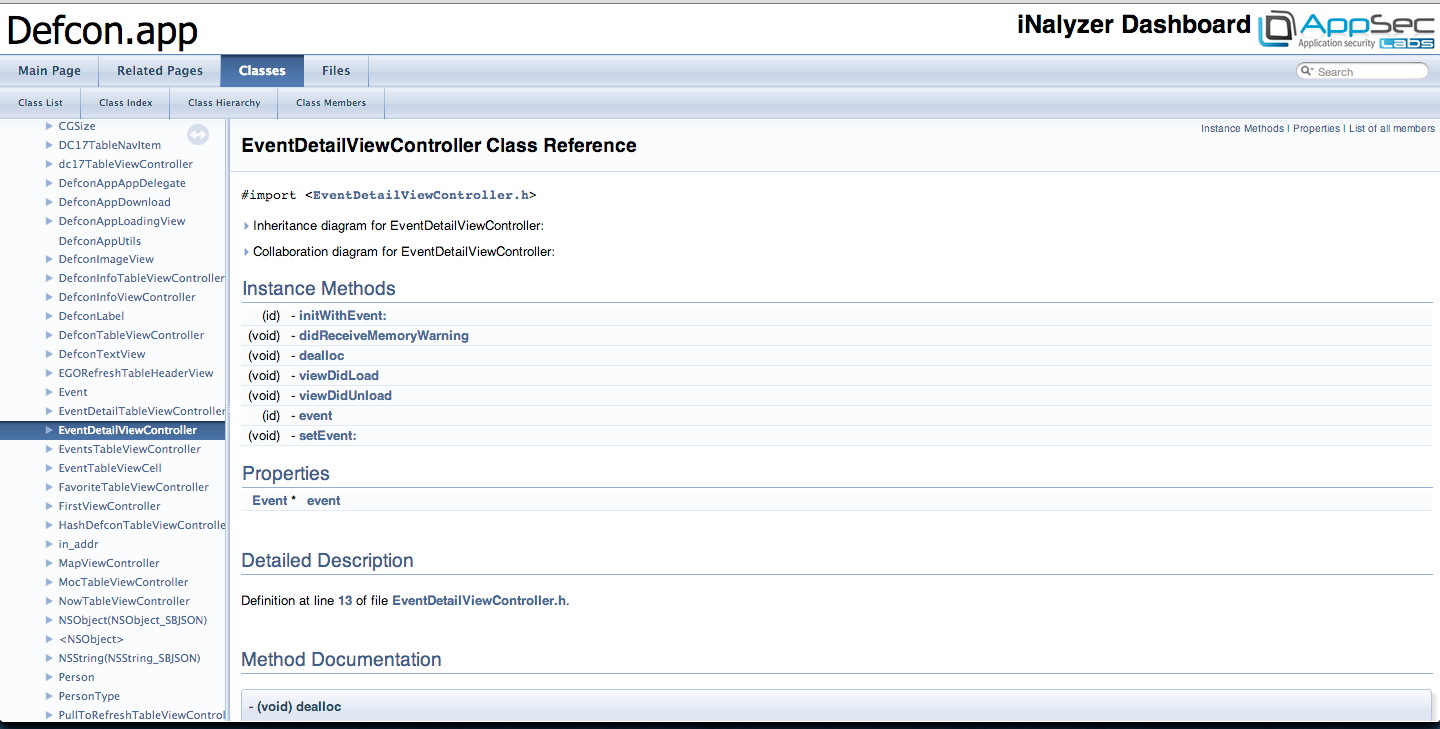 Defcon.app
iNalyzer Dashboard
AppSec
Application security Labs
Main Page Related Pages Classes Files
Search
Class List Class Index Class Hierarchy Class Members
CGSize
DC17TableNavItem
dc17TableViewController
DefconAppAppDelegate
DefconAppDownload
DefconAppLoadingView
DefconAppUtils
DefconImageView
DefconInfoTableViewController
DefconInfoViewController
DefconLabel
DefconTableViewController
DefconTextView
EGORefreshTableHeaderView
Event
EventDetailTableViewController
EventDetailViewController
EventsTableViewController
EventTableViewCell
FavoriteTableViewController
FirstViewController
HashDefconTableViewControlle
in_addr
MapViewController
MocTableViewController
NowTableViewController
NSObject(NSObject_SBJSON)
<NSObject>
NSString(NSString_SBJSON)
Person
PersonType
PullToRefreshTableViewControl
Instance Methods | Properties | List of all members
EventDetailViewController Class Reference
#import <EventDetailViewController.h>
Inheritance diagram for EventDetailViewController:
Collaboration diagram for EventDetailViewController:
Instance Methods
(id) - initWithEvent:
(void) - didReceiveMemoryWarning
(void) - dealloc
(void) - viewDidLoad
(void) - viewDidUnload
(id) - event
(void) - setEvent:
Properties
Event * event
Detailed Description
Definition at line 13 of file EventDetailViewController.h.
Method Documentation
- (void) dealloc